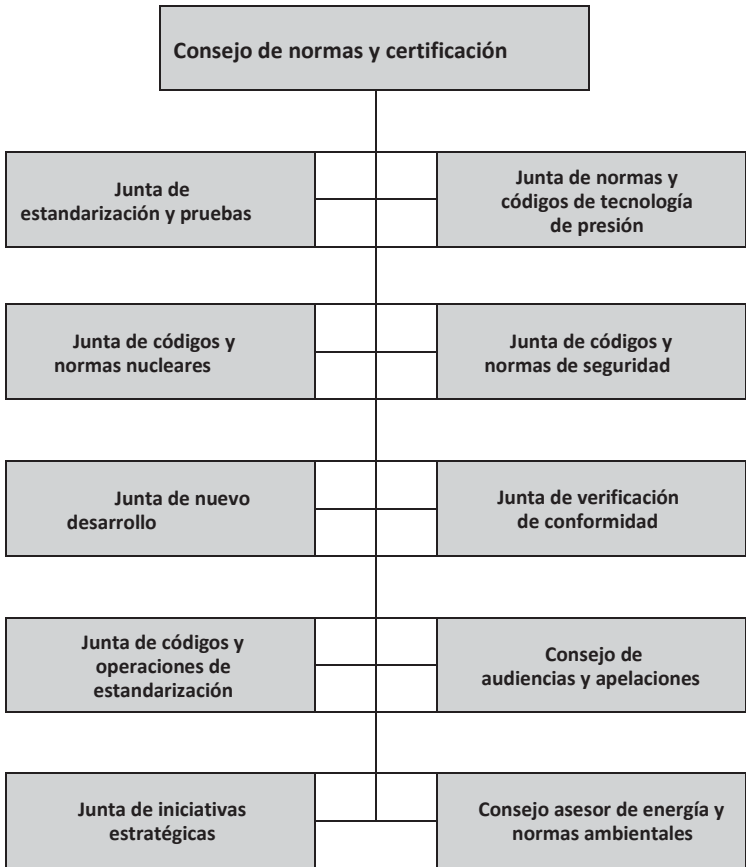 Consejo de normas y certificación
Junta de
estandarización y pruebas
Junta de normas y
códigos de tecnología
de presión
Junta de códigos y
normas nucleares
Junta de códigos y
normas de seguridad
Junta de nuevo
desarrollo
Junta de verificación
de conformidad
Junta de códigos y
operaciones de
estandarización
Consejo de
audiencias y apelaciones
Junta de iniciativas
estratégicas
Consejo asesor de energía y
normas ambientales